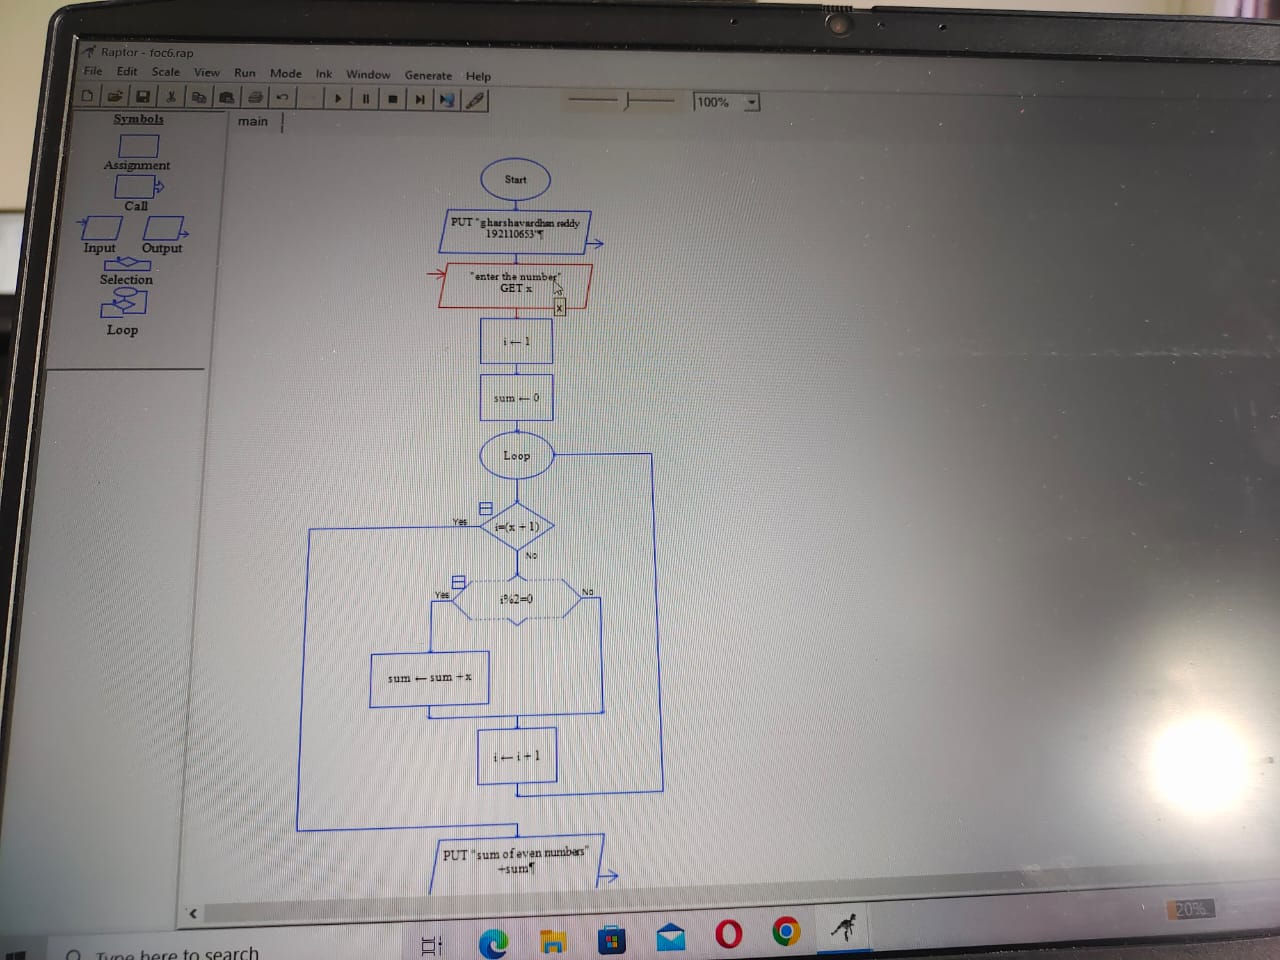 Raptor - foc6.rap
File Edit Scale View Run Mode Ink Window Generate Help
100%
Symbols
main
Assignment
Call
Input Output
Selection
Loop
Start
PUT "gharshavardhan reddy
192110653"¶
"enter the number"
GET x
x
i ← 1
sum ← 0
Loop
Yes
i=(x + 1)
No
Yes
i%2=0
No
sum ← sum + x
i ← i + 1
PUT "sum of even numbers"
+sum¶
20%
Type here to search